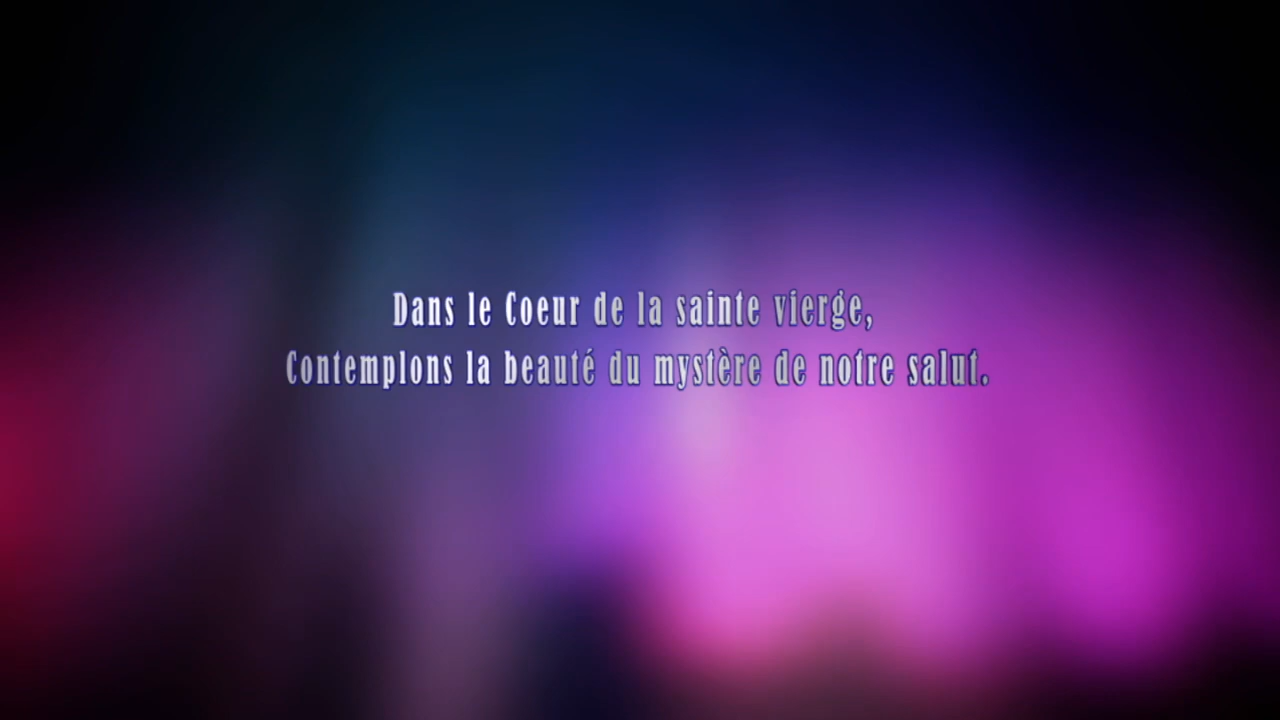 Dans le Coeur de la sainte vierge,
Contemplons la beauté du mystère de notre salut.